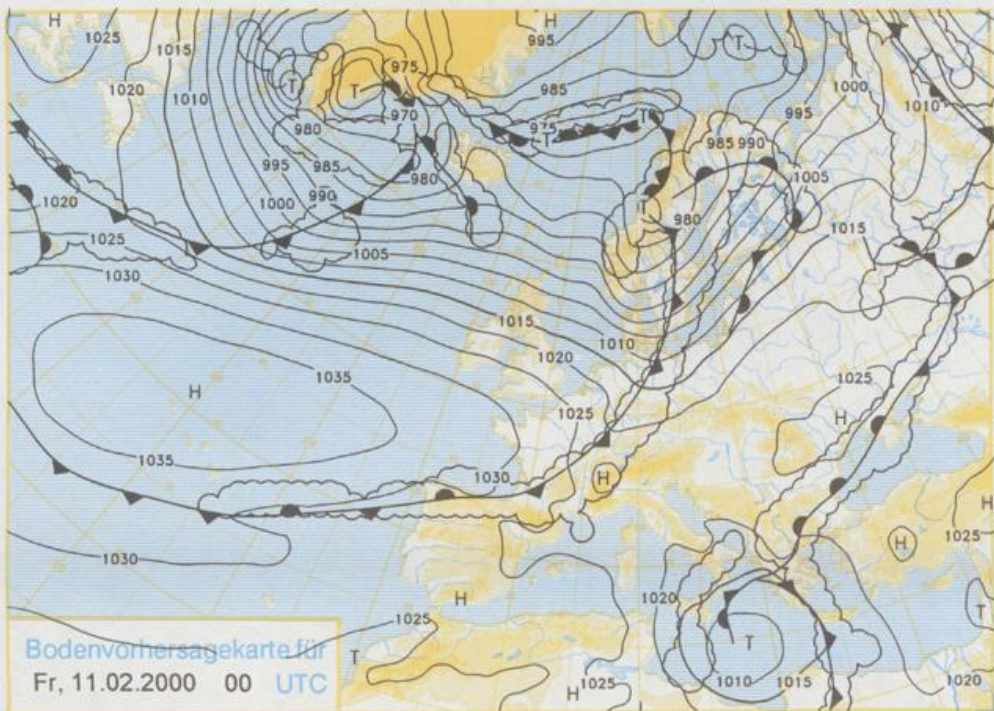 H
H
1025
1015
995
T
1020
975
1000
T
T
985
1010
1010
970
995
975
T
T
980
985 990
995
985
1005
980
1020
990
T
1000
980
1025
1005
1015
1030
1015
1010
1035
1020
H
1025
1025
H
1035
1030
H
H
1030
1025
H
H
1020
1025
T
T
T
1010
1015
1020
H
1025
Bodenvorhersagekarte für
Fr, 11.02.2000 00 UTC